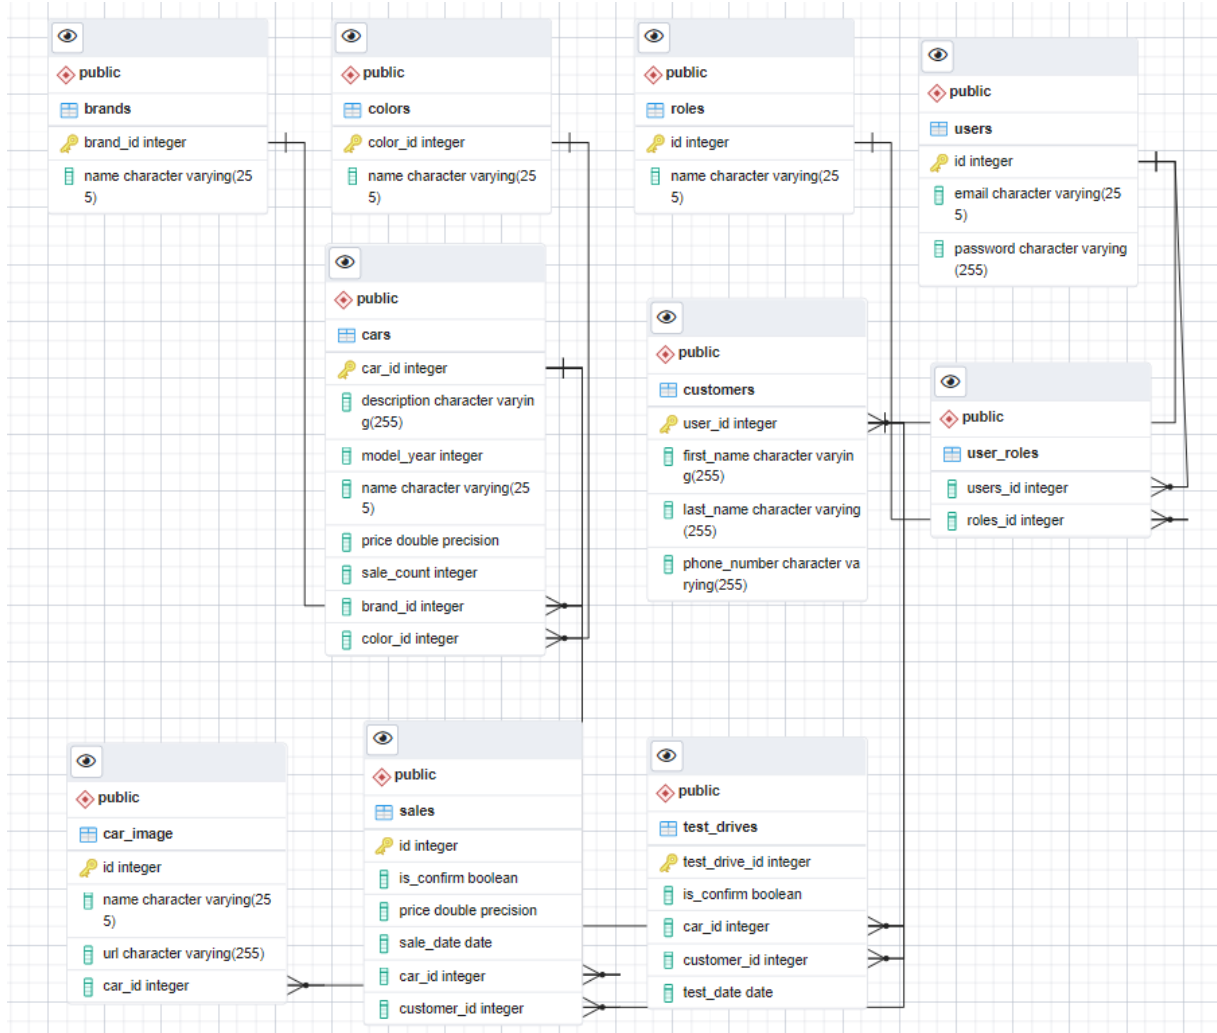 public
brands
brand_id integer
name character varying(25
5)
public
colors
color_id integer
name character varying(25
5)
public
roles
id integer
name character varying(25
5)
public
users
id integer
email character varying(25
5)
password character varying
(255)
public
cars
car_id integer
description character varyin
g(255)
model_year integer
name character varying(25
5)
price double precision
sale_count integer
brand_id integer
color_id integer
public
customers
user_id integer
first_name character varyin
g(255)
last_name character varying
(255)
phone_number character va
rying(255)
public
user_roles
users_id integer
roles_id integer
public
car_image
id integer
name character varying(25
5)
url character varying(255)
car_id integer
public
sales
id integer
is_confirm boolean
price double precision
sale_date date
car_id integer
customer_id integer
public
test_drives
test_drive_id integer
is_confirm boolean
car_id integer
customer_id integer
test_date date